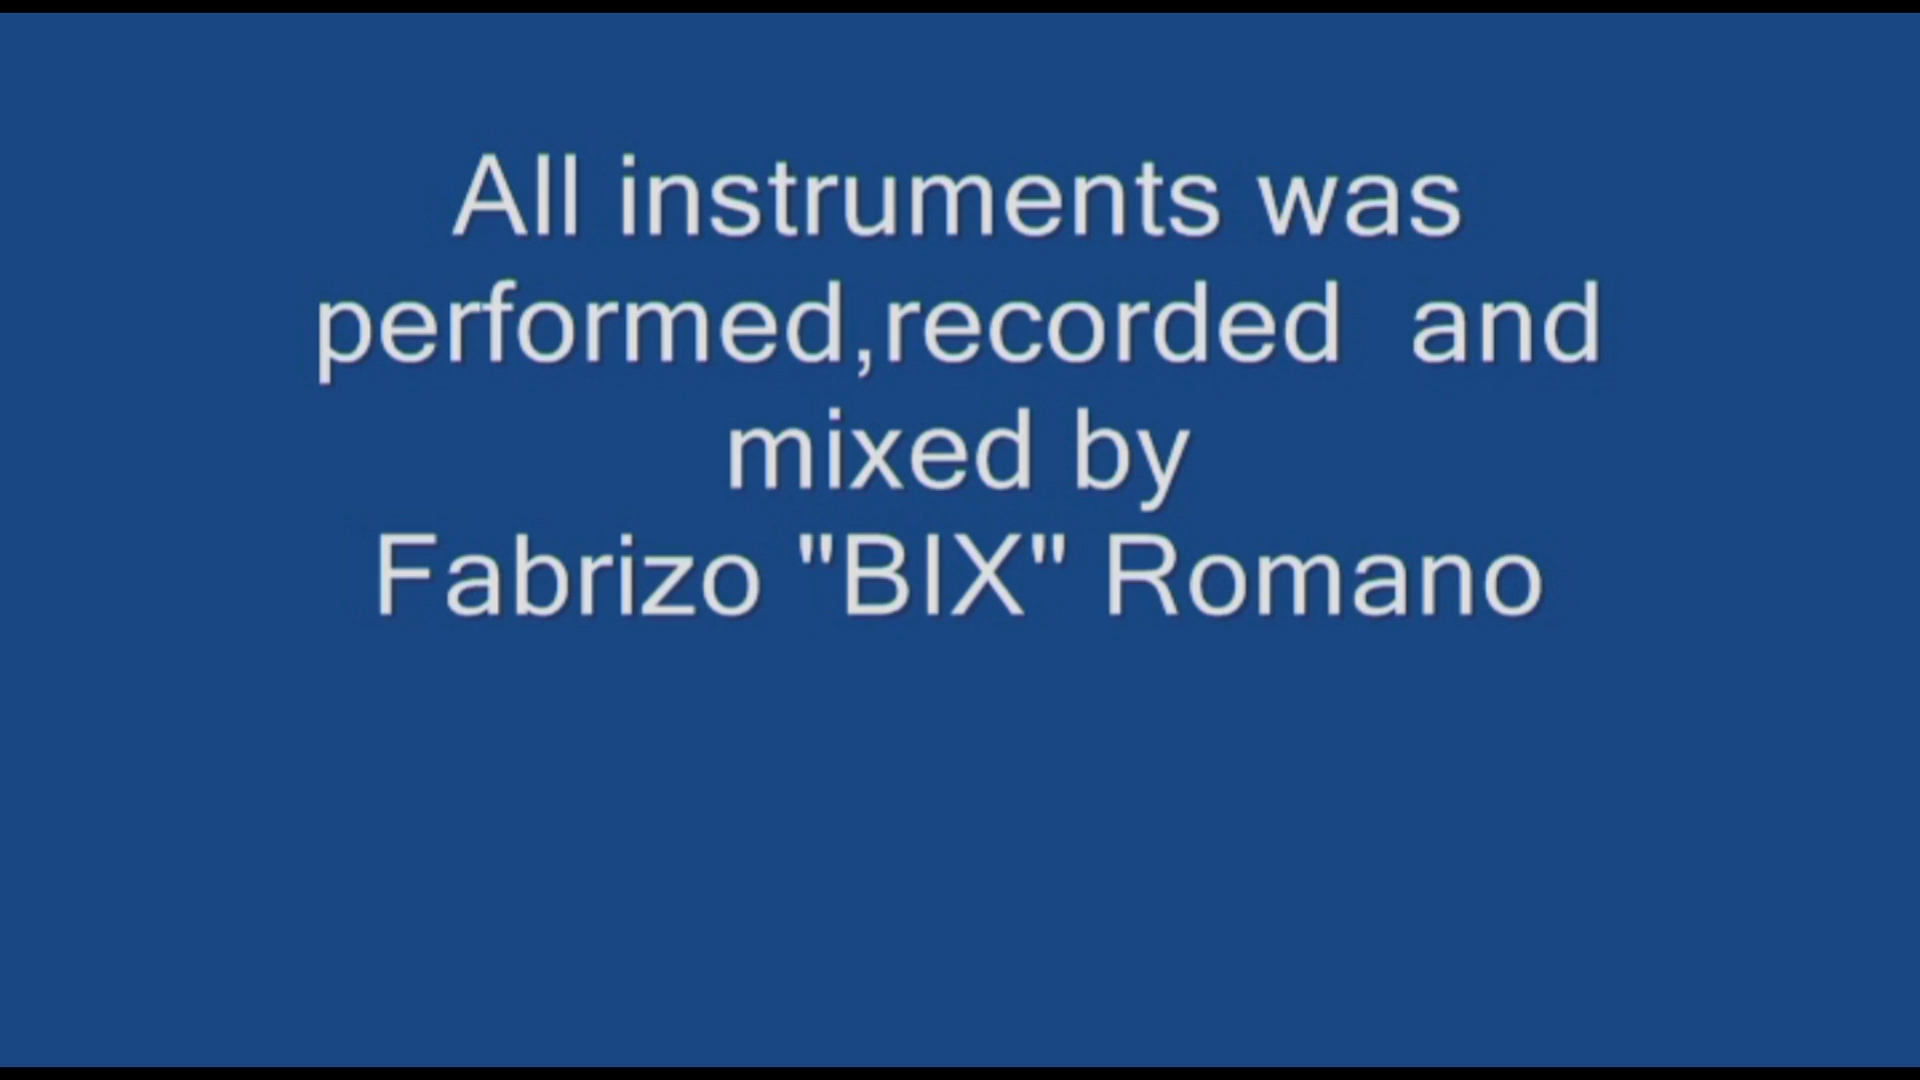 All instruments was
performed,recorded  and
mixed by
Fabrizo "BIX" Romano